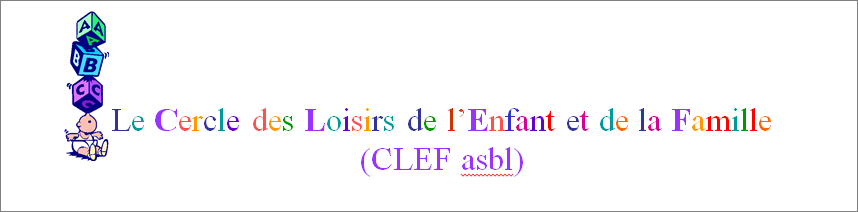 A
A
B
B
C
C
C
Le Cercle des Loisirs de l’Enfant et de la Famille
(CLEF asbl)